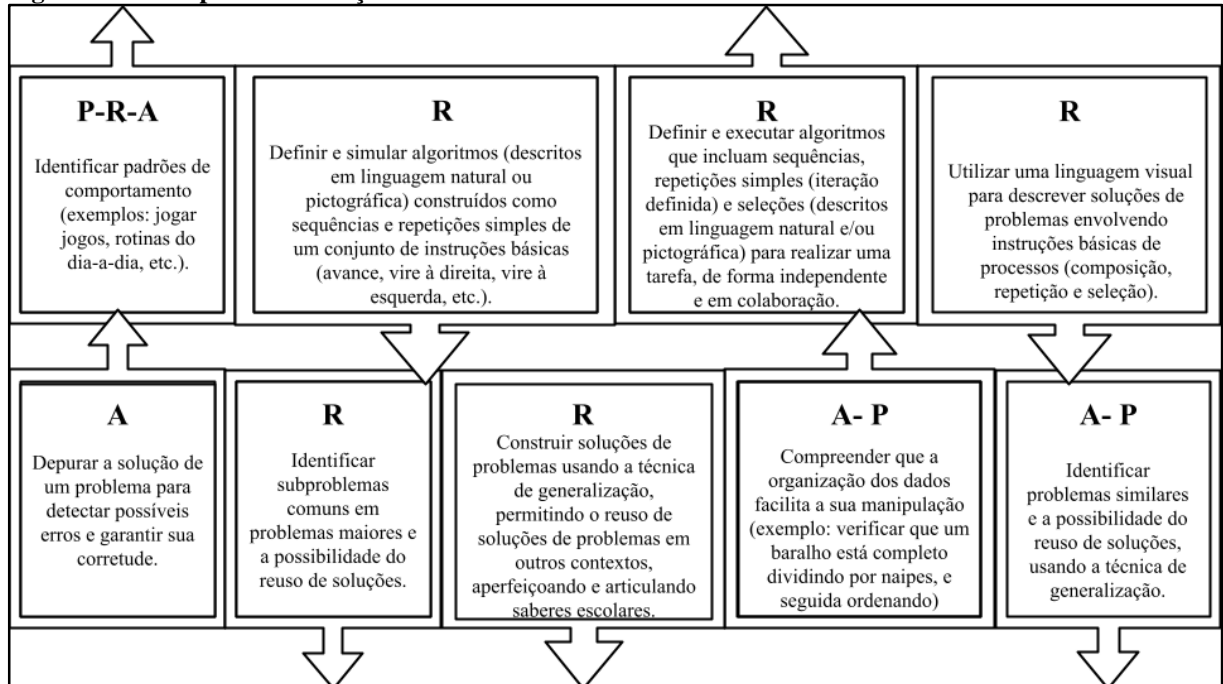 P-R-A
Identificar padrões de
comportamento
(exemplos: jogar
jogos, rotinas do
dia-a-dia, etc.).
R
Definir e simular algoritmos (descritos
em linguagem natural ou
pictográfica) construídos como
sequências e repetições simples de
um conjunto de instruções básicas
(avance, vire à direita, vire à
esquerda, etc.).
R
Definir e executar algoritmos
que incluam sequências,
repetições simples (iteração
definida) e seleções (descritos
em linguagem natural e/ou
pictográfica) para realizar uma
tarefa, de forma independente
e em colaboração.
R
Utilizar uma linguagem visual
para descrever soluções de
problemas envolvendo
instruções básicas de
processos (composição,
repetição e seleção).
A
Depurar a solução de
um problema para
detectar possíveis
erros e garantir sua
corretude.
R
Identificar
subproblemas
comuns em
problemas maiores e
a possibilidade do
reuso de soluções.
R
Construir soluções de
problemas usando a técnica
de generalização,
permitindo o reuso de
soluções de problemas em
outros contextos,
aperfeiçoando e articulando
saberes escolares.
A- P
Compreender que a
organização dos dados
facilita a sua manipulação
(exemplo: verificar que um
baralho está completo
dividindo por naipes, e
seguida ordenando)
A- P
Identificar
problemas similares
e a possibilidade do
reuso de soluções,
usando a técnica de
generalização.